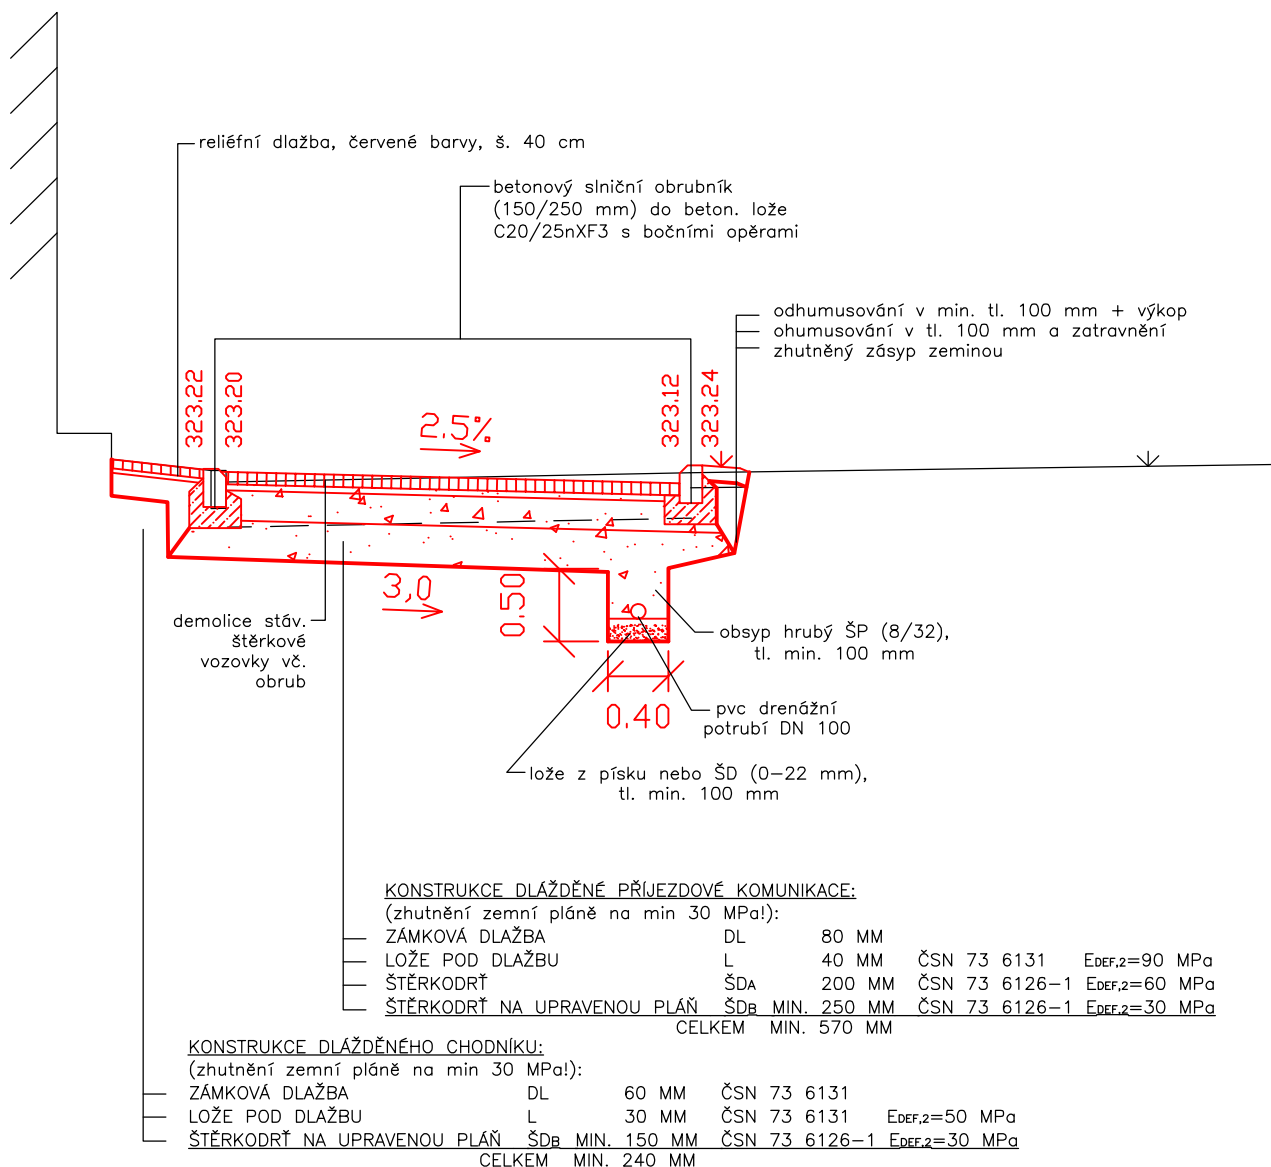 reliéfní dlažba, červené barvy, š. 40 cm
betonový slniční obrubník
(150/250 mm) do beton. lože
C20/25nXF3 s bočními opěrami
odhumusování v min. tl. 100 mm + výkop
ohumusování v tl. 100 mm a zatravnění
zhutněný zásyp zeminou
323.22
323.20
323.12
323.24
2.5%
3,0
0.50
0.40
demolice stáv.
štěrkové
vozovky vč.
obrub
obsyp hrubý ŠP (8/32),
tl. min. 100 mm
pvc drenážní
potrubí DN 100
lože z písku nebo ŠD (0-22 mm),
tl. min. 100 mm
KONSTRUKCE DLÁŽDĚNÉ PŘÍJEZDOVÉ KOMUNIKACE:
(zhutnění zemní pláně na min 30 MPa!):
ZÁMKOVÁ DLAŽBA DL 80 MM
LOŽE POD DLAŽBU L 40 MM ČSN 73 6131 EDEF,2=90 MPa
ŠTĚRKODRŤ ŠDA 200 MM ČSN 73 6126-1 EDEF,2=60 MPa
ŠTĚRKODRŤ NA UPRAVENOU PLÁŇ ŠDB MIN. 250 MM ČSN 73 6126-1 EDEF,2=30 MPa
CELKEM MIN. 570 MM
KONSTRUKCE DLÁŽDĚNÉHO CHODNÍKU:
(zhutnění zemní pláně na min 30 MPa!):
ZÁMKOVÁ DLAŽBA DL 60 MM ČSN 73 6131
LOŽE POD DLAŽBU L 30 MM ČSN 73 6131 EDEF,2=50 MPa
ŠTĚRKODRŤ NA UPRAVENOU PLÁŇ ŠDB MIN. 150 MM ČSN 73 6126-1 EDEF,2=30 MPa
CELKEM MIN. 240 MM